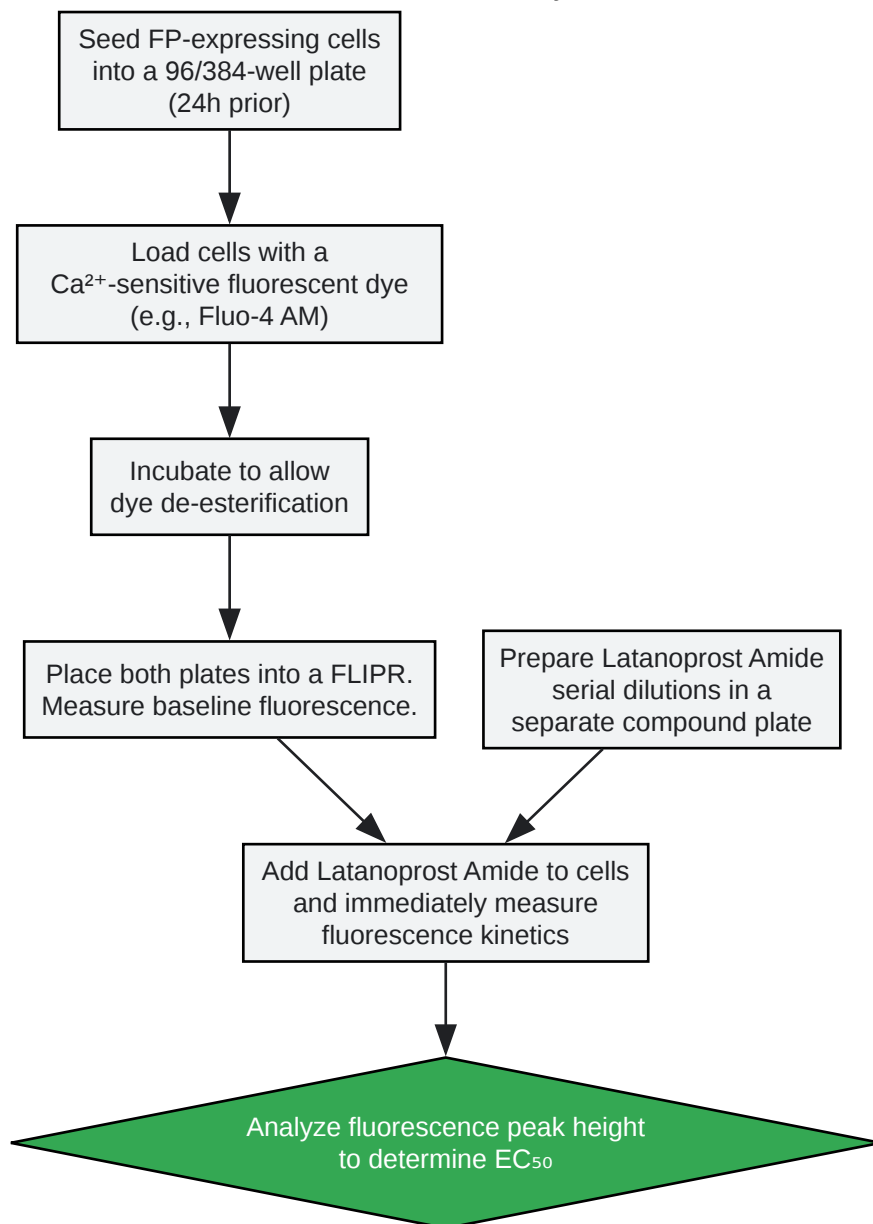 Seed FP-expressing cells
into a 96/384-well plate
(24h prior)
Load cells with a
Ca²⁺-sensitive fluorescent dye
(e.g., Fluo-4 AM)
Incubate to allow
dye de-esterification
Place both plates into a FLIPR.
Measure baseline fluorescence.
Prepare Latanoprost Amide
serial dilutions in a
separate compound plate
Add Latanoprost Amide to cells
and immediately measure
fluorescence kinetics
Analyze fluorescence peak height
to determine EC₅₀